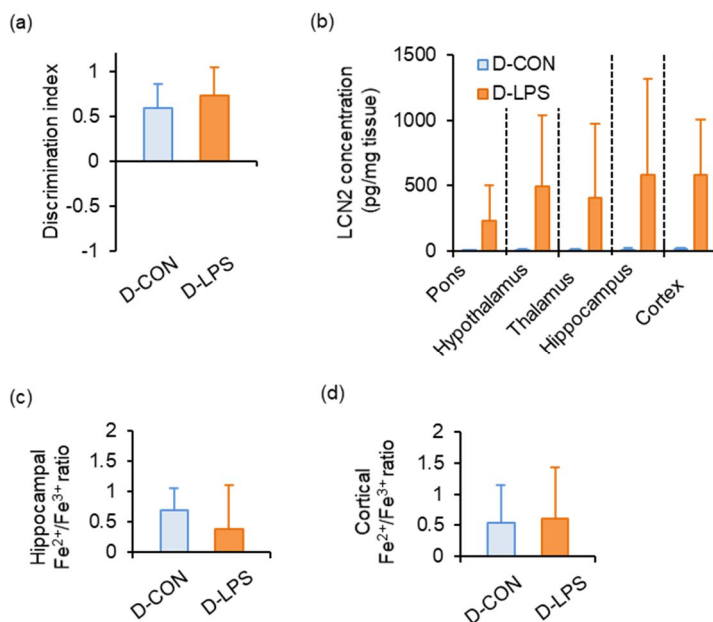 (a)
Discrimination index
1
0.5
0
-0.5
-1
D-CON
D-LPS
(b)
LCN2 concentration
(pg/mg tissue)
1500
1000
500
0
D-CON
D-LPS
Pons
Hypothalamus
Thalamus
Hippocampus
Cortex
(c)
Hippocampal
Fe²⁺/Fe³⁺ ratio
2
1.5
1
0.5
0
D-CON
D-LPS
(d)
Cortical
Fe²⁺/Fe³⁺ ratio
2
1.5
1
0.5
0
D-CON
D-LPS